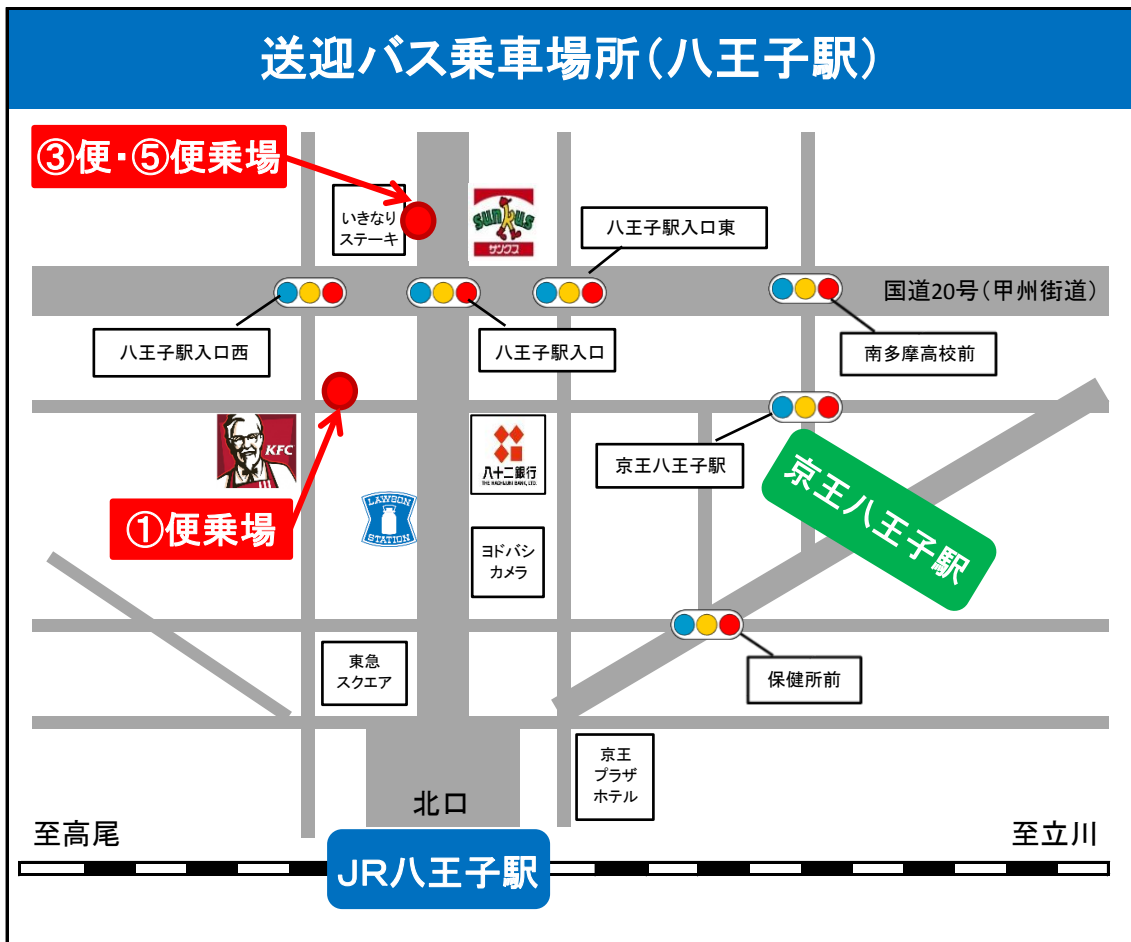 送迎バス乗車場所(八王子駅)
③便・⑤便乗場
いきなり
ステーキ
sunkus
サンクス
八王子駅入口東
国道20号(甲州街道)
八王子駅入口西
八王子駅入口
南多摩高校前
KFC
八十二銀行
THE HACHIJUNI BANK, LTD.
京王八王子駅
京王八王子駅
①便乗場
LAWSON
STATION
ヨドバシ
カメラ
東急
スクエア
保健所前
京王
プラザ
ホテル
北口
至高尾
至立川
JR八王子駅